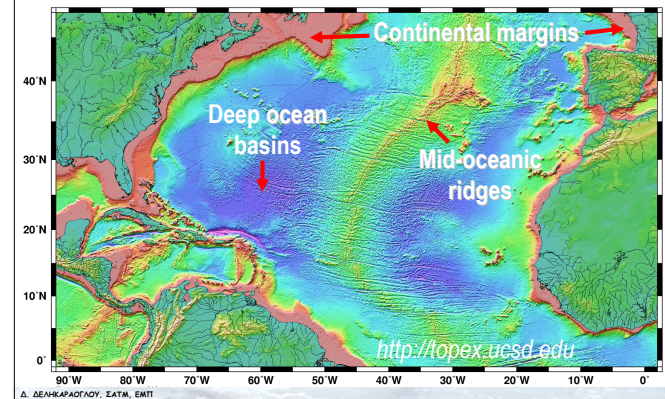 Continental margins
40°N
Deep ocean
basins
30°N
Mid-oceanic
ridges
20°N
10°N
http://topex.ucsd.edu
0°
90°W 80°W 70°W 60°W 50°W 40°W 30°W 20°W 10°W 0°
Δ. ΔΕΛΗΚΑΡΑΟΓΛΟΥ, ΣΑΤΜ, ΕΜΠ